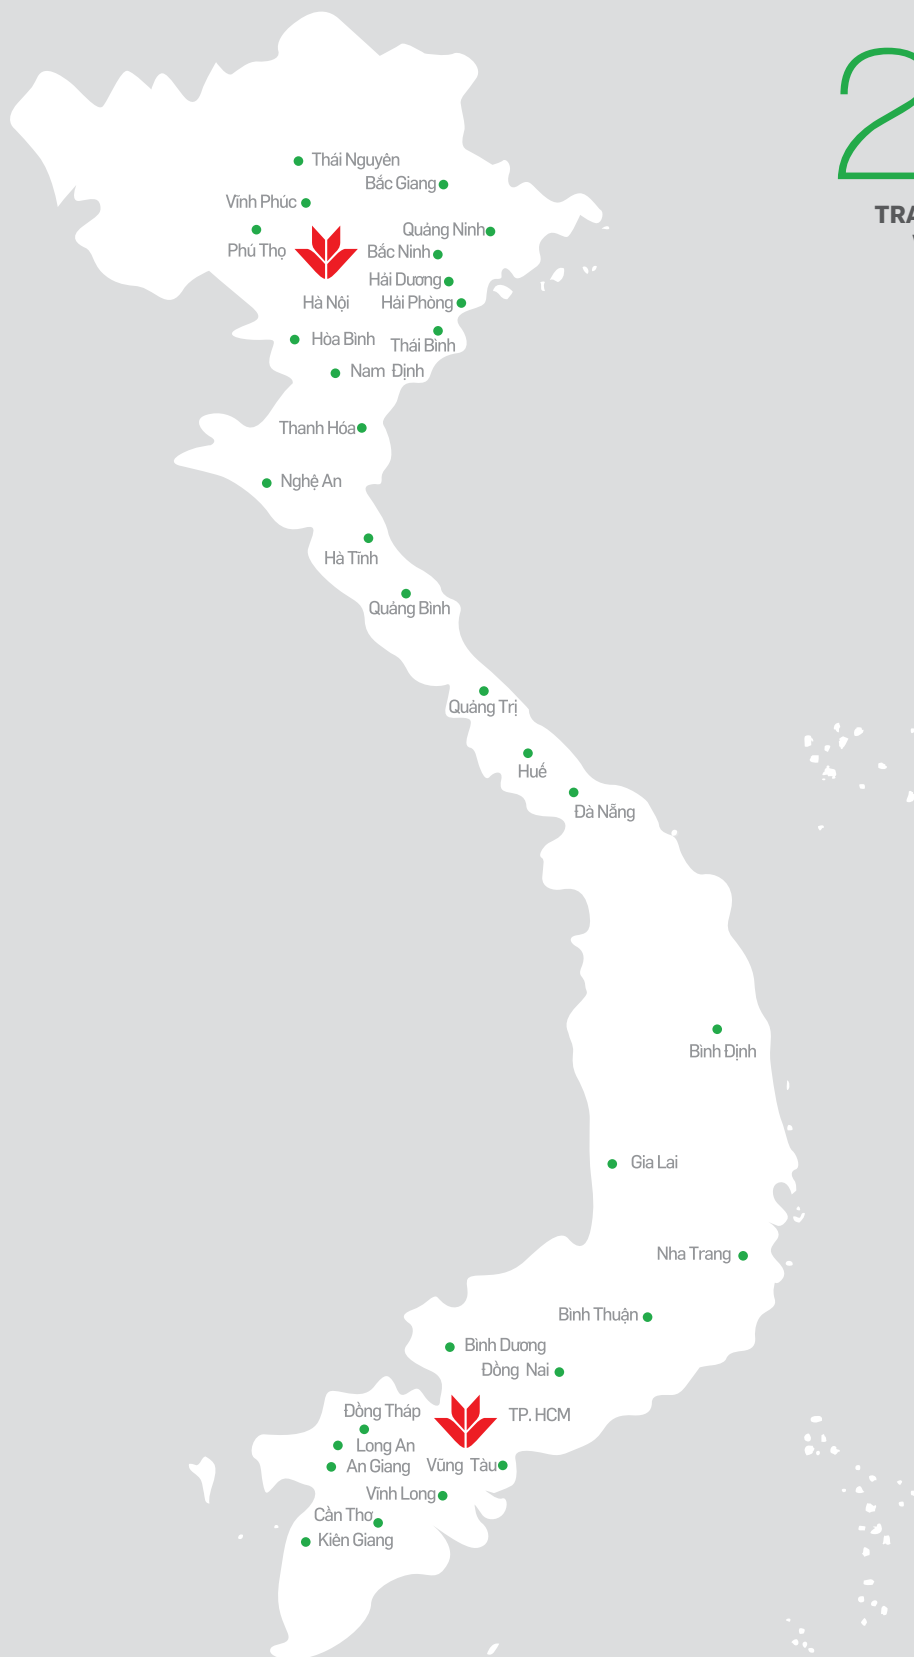 2
Thái Nguyên
Bắc Giang
Vĩnh Phúc
TRA
Quảng Ninh
Phú Thọ
Bắc Ninh
Hải Dương
Hà Nội
Hải Phòng
Hòa Bình
Thái Bình
Nam Định
Thanh Hóa
Nghệ An
Hà Tĩnh
Quảng Bình
Quảng Trị
Huế
Đà Nẵng
Bình Định
Gia Lai
Nha Trang
Bình Thuận
Bình Dương
Đồng Nai
Đồng Tháp
TP. HCM
Long An
An Giang
Vũng Tàu
Vĩnh Long
Cần Thơ
Kiên Giang